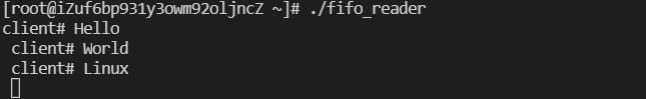 [root@iZuf6bp931y3owm92oljncZ ~]# ./fifo_reader
client# Hello
 client# World
 client# Linux